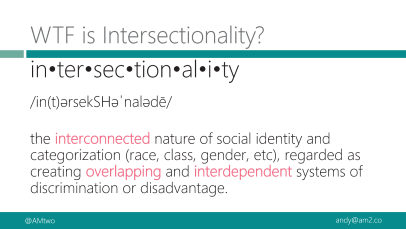 WTF is Intersectionality?
in•ter•sec•tion•al•i•ty
/in(t)ərsekSHəˈnalədē/
the interconnected nature of social identity and
categorization (race, class, gender, etc), regarded as
creating overlapping and interdependent systems of
discrimination or disadvantage.
@AMtwo
andy@am2.co